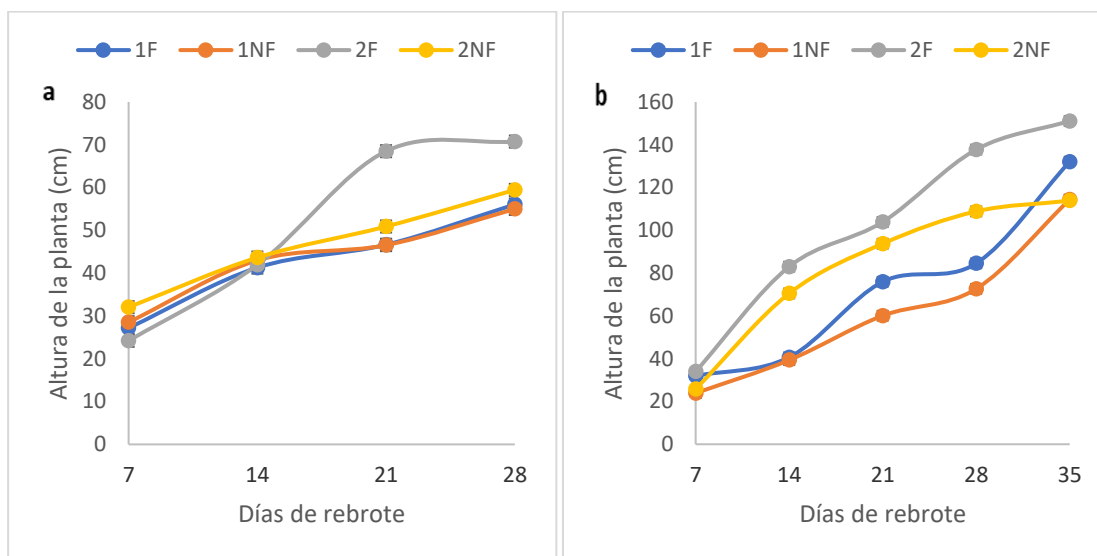 1F 1NF 2F 2NF
a
80
70
60
50
40
30
20
10
0
Altura de la planta (cm)
7 14 21 28
Días de rebrote
1F 1NF 2F 2NF
b
160
140
120
100
80
60
40
20
0
Altura de la planta (cm)
7 14 21 28 35
Días de rebrote